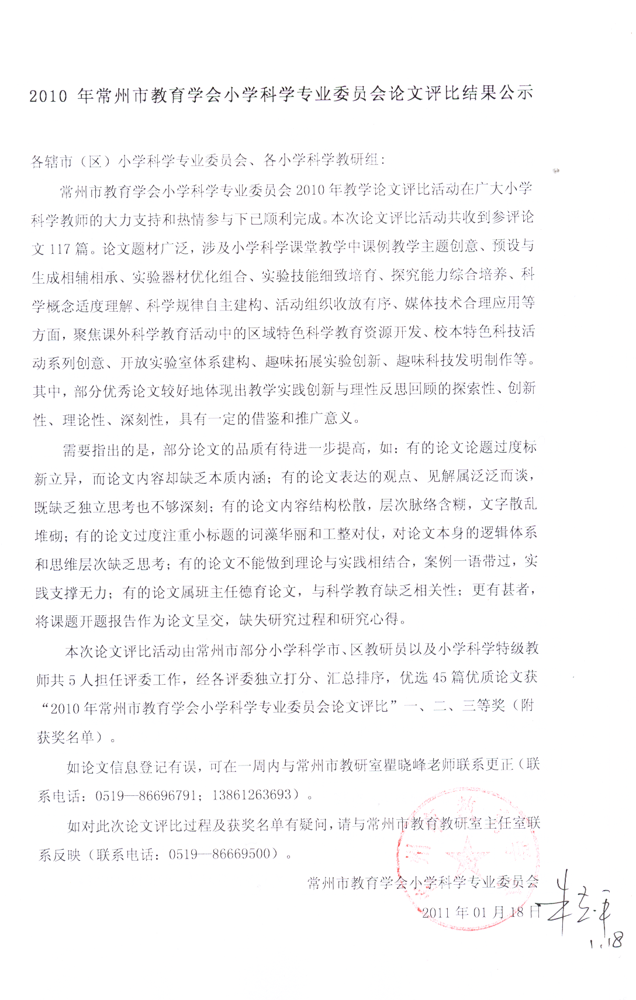 2010 年常州市教育学会小学科学专业委员会论文评比结果公示
各辖市（区）小学科学专业委员会、各小学科学教研组:
常州市教育学会小学科学专业委员会 2010 年教学论文评比活动在广大小学
科学教师的大力支持和热情参与下已顺利完成。本次论文评比活动共收到参评论
文 117 篇。论文题材广泛，涉及小学科学课堂教学中课例教学主题创意、预设与
生成相辅相承、实验器材优化组合、实验技能细致培育、探究能力综合培养、科
学概念适度理解、科学规律自主建构、活动组织收放有序、媒体技术合理应用等
方面，聚焦课外科学教育活动中的区域特色科学教育资源开发、校本特色科技活
动系列创意、开放实验室体系建构、趣味拓展实验创新、趣味科技发明制作等。
其中，部分优秀论文较好地体现出教学实践创新与理性反思回顾的探索性、创新
性、理论性、深刻性，具有一定的借鉴和推广意义。
需要指出的是，部分论文的品质有待进一步提高，如：有的论文论题过度标
新立异，而论文内容却缺乏本质内涵；有的论文表达的观点、见解属泛泛而谈，
既缺乏独立思考也不够深刻；有的论文内容结构松散，层次脉络含糊，文字散乱
堆砌；有的论文过度注重小标题的词藻华丽和工整对仗，对论文本身的逻辑体系
和思维层次缺乏思考；有的论文不能做到理论与实践相结合，案例一语带过，实
践支撑无力；有的论文属班主任德育论文，与科学教育缺乏相关性；更有甚者，
将课题开题报告作为论文呈交，缺失研究过程和研究心得。
本次论文评比活动由常州市部分小学科学市、区教研员以及小学科学特级教
师共 5 人担任评委工作，经各评委独立打分、汇总排序，优选 45 篇优质论文获
“2010 年常州市教育学会小学科学专业委员会论文评比”一、二、三等奖（附
获奖名单）。
如论文信息登记有误，可在一周内与常州市教研室瞿晓峰老师联系更正（联
系电话：0519—86696791；13861263693）。
如对此次论文评比过程及获奖名单有疑问，请与常州市教育教研室主任室联
系反映（联系电话：0519—86669500）。
常州市教育学会小学科学专业委员会
2011 年 01 月 18 日
1.18